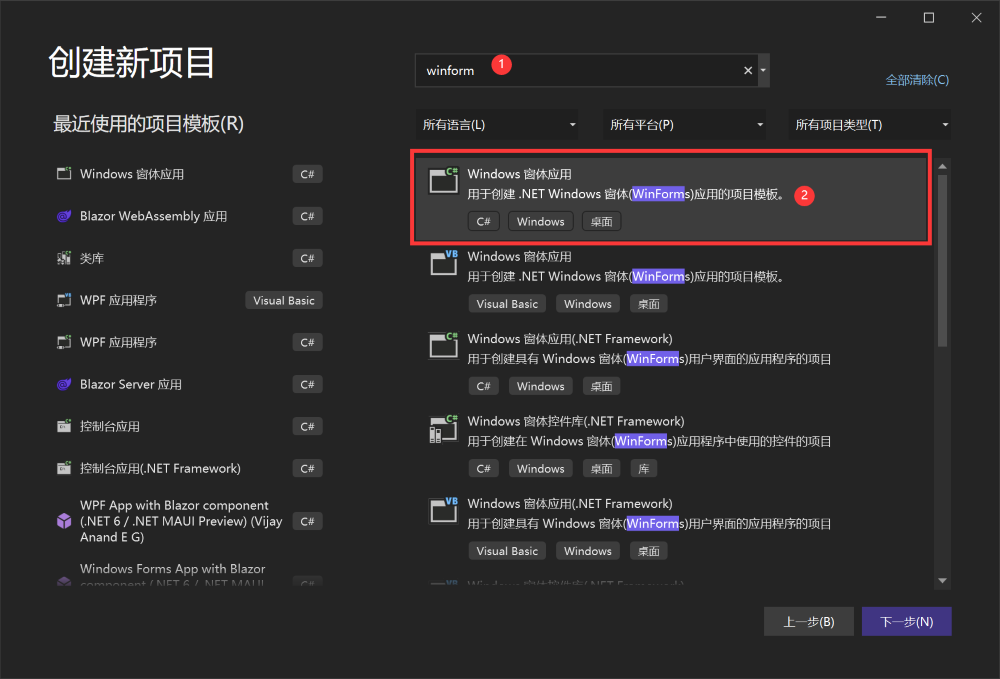 创建新项目
最近使用的项目模板(R)
Windows 窗体应用
C#
Blazor WebAssembly 应用
C#
类库
C#
WPF 应用程序
Visual Basic
WPF 应用程序
C#
Blazor Server 应用
C#
控制台应用
C#
控制台应用(.NET Framework)
C#
WPF App with Blazor component
(.NET 6 / .NET MAUI Preview) (Vijay
Anand E G)
C#
Windows Forms App with Blazor
component (.NET 6 / .NET MAUI
C#
winform
1
全部清除(C)
所有语言(L)
所有平台(P)
所有项目类型(T)
C#
Windows 窗体应用
用于创建 .NET Windows 窗体(WinForms)应用的项目模板。
2
C#
Windows
桌面
VB
Windows 窗体应用
用于创建 .NET Windows 窗体(WinForms)应用的项目模板。
Visual Basic
Windows
桌面
C#
Windows 窗体应用(.NET Framework)
用于创建具有 Windows 窗体(WinForms)用户界面的应用程序的项目
C#
Windows
桌面
C#
Windows 窗体控件库(.NET Framework)
用于创建在 Windows 窗体(WinForms)应用程序中使用的控件的项目
C#
Windows
桌面
库
VB
Windows 窗体应用(.NET Framework)
用于创建具有 Windows 窗体(WinForms)用户界面的应用程序的项目
Visual Basic
Windows
桌面
VB
Windows 窗体控件库(.NET Framework)
上一步(B)
下一步(N)